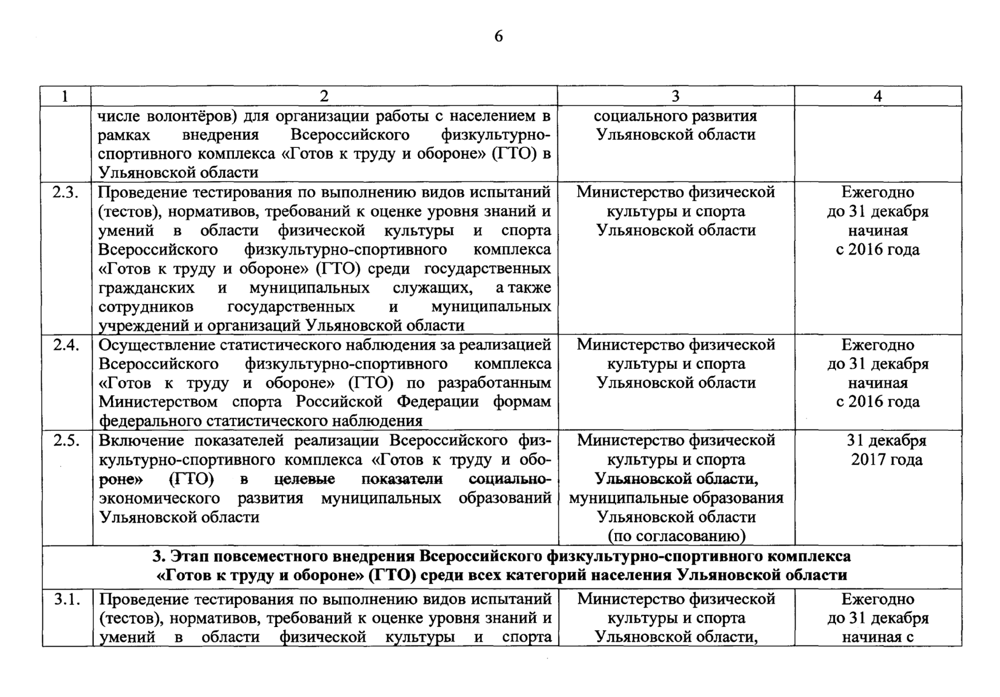 6
1 2 3 4
числе волонтёров) для организации работы с населением в
рамках внедрения Всероссийского физкультурно-
спортивного комплекса «Готов к труду и обороне» (ГТО) в
Ульяновской области
социального развития
Ульяновской области
2.3.
Проведение тестирования по выполнению видов испытаний
(тестов), нормативов, требований к оценке уровня знаний и
умений в области физической культуры и спорта
Всероссийского физкультурно-спортивного комплекса
«Готов к труду и обороне» (ГТО) среди государственных
гражданских и муниципальных служащих, а также
сотрудников государственных и муниципальных
учреждений и организаций Ульяновской области
Министерство физической
культуры и спорта
Ульяновской области
Ежегодно
до 31 декабря
начиная
с 2016 года
2.4.
Осуществление статистического наблюдения за реализацией
Всероссийского физкультурно-спортивного комплекса
«Готов к труду и обороне» (ГТО) по разработанным
Министерством спорта Российской Федерации формам
федерального статистического наблюдения
Министерство физической
культуры и спорта
Ульяновской области
Ежегодно
до 31 декабря
начиная
с 2016 года
2.5.
Включение показателей реализации Всероссийского физ-
культурно-спортивного комплекса «Готов к труду и обо-
роне» (ГТО) в целевые показатели социально-
экономического развития муниципальных образований
Ульяновской области
Министерство физической
культуры и спорта
Ульяновской области,
муниципальные образования
Ульяновской области
(по согласованию)
31 декабря
2017 года
3. Этап повсеместного внедрения Всероссийского физкультурно-спортивного комплекса
«Готов к труду и обороне» (ГТО) среди всех категорий населения Ульяновской области
3.1.
Проведение тестирования по выполнению видов испытаний
(тестов), нормативов, требований к оценке уровня знаний и
умений в области физической культуры и спорта
Министерство физической
культуры и спорта
Ульяновской области,
Ежегодно
до 31 декабря
начиная с